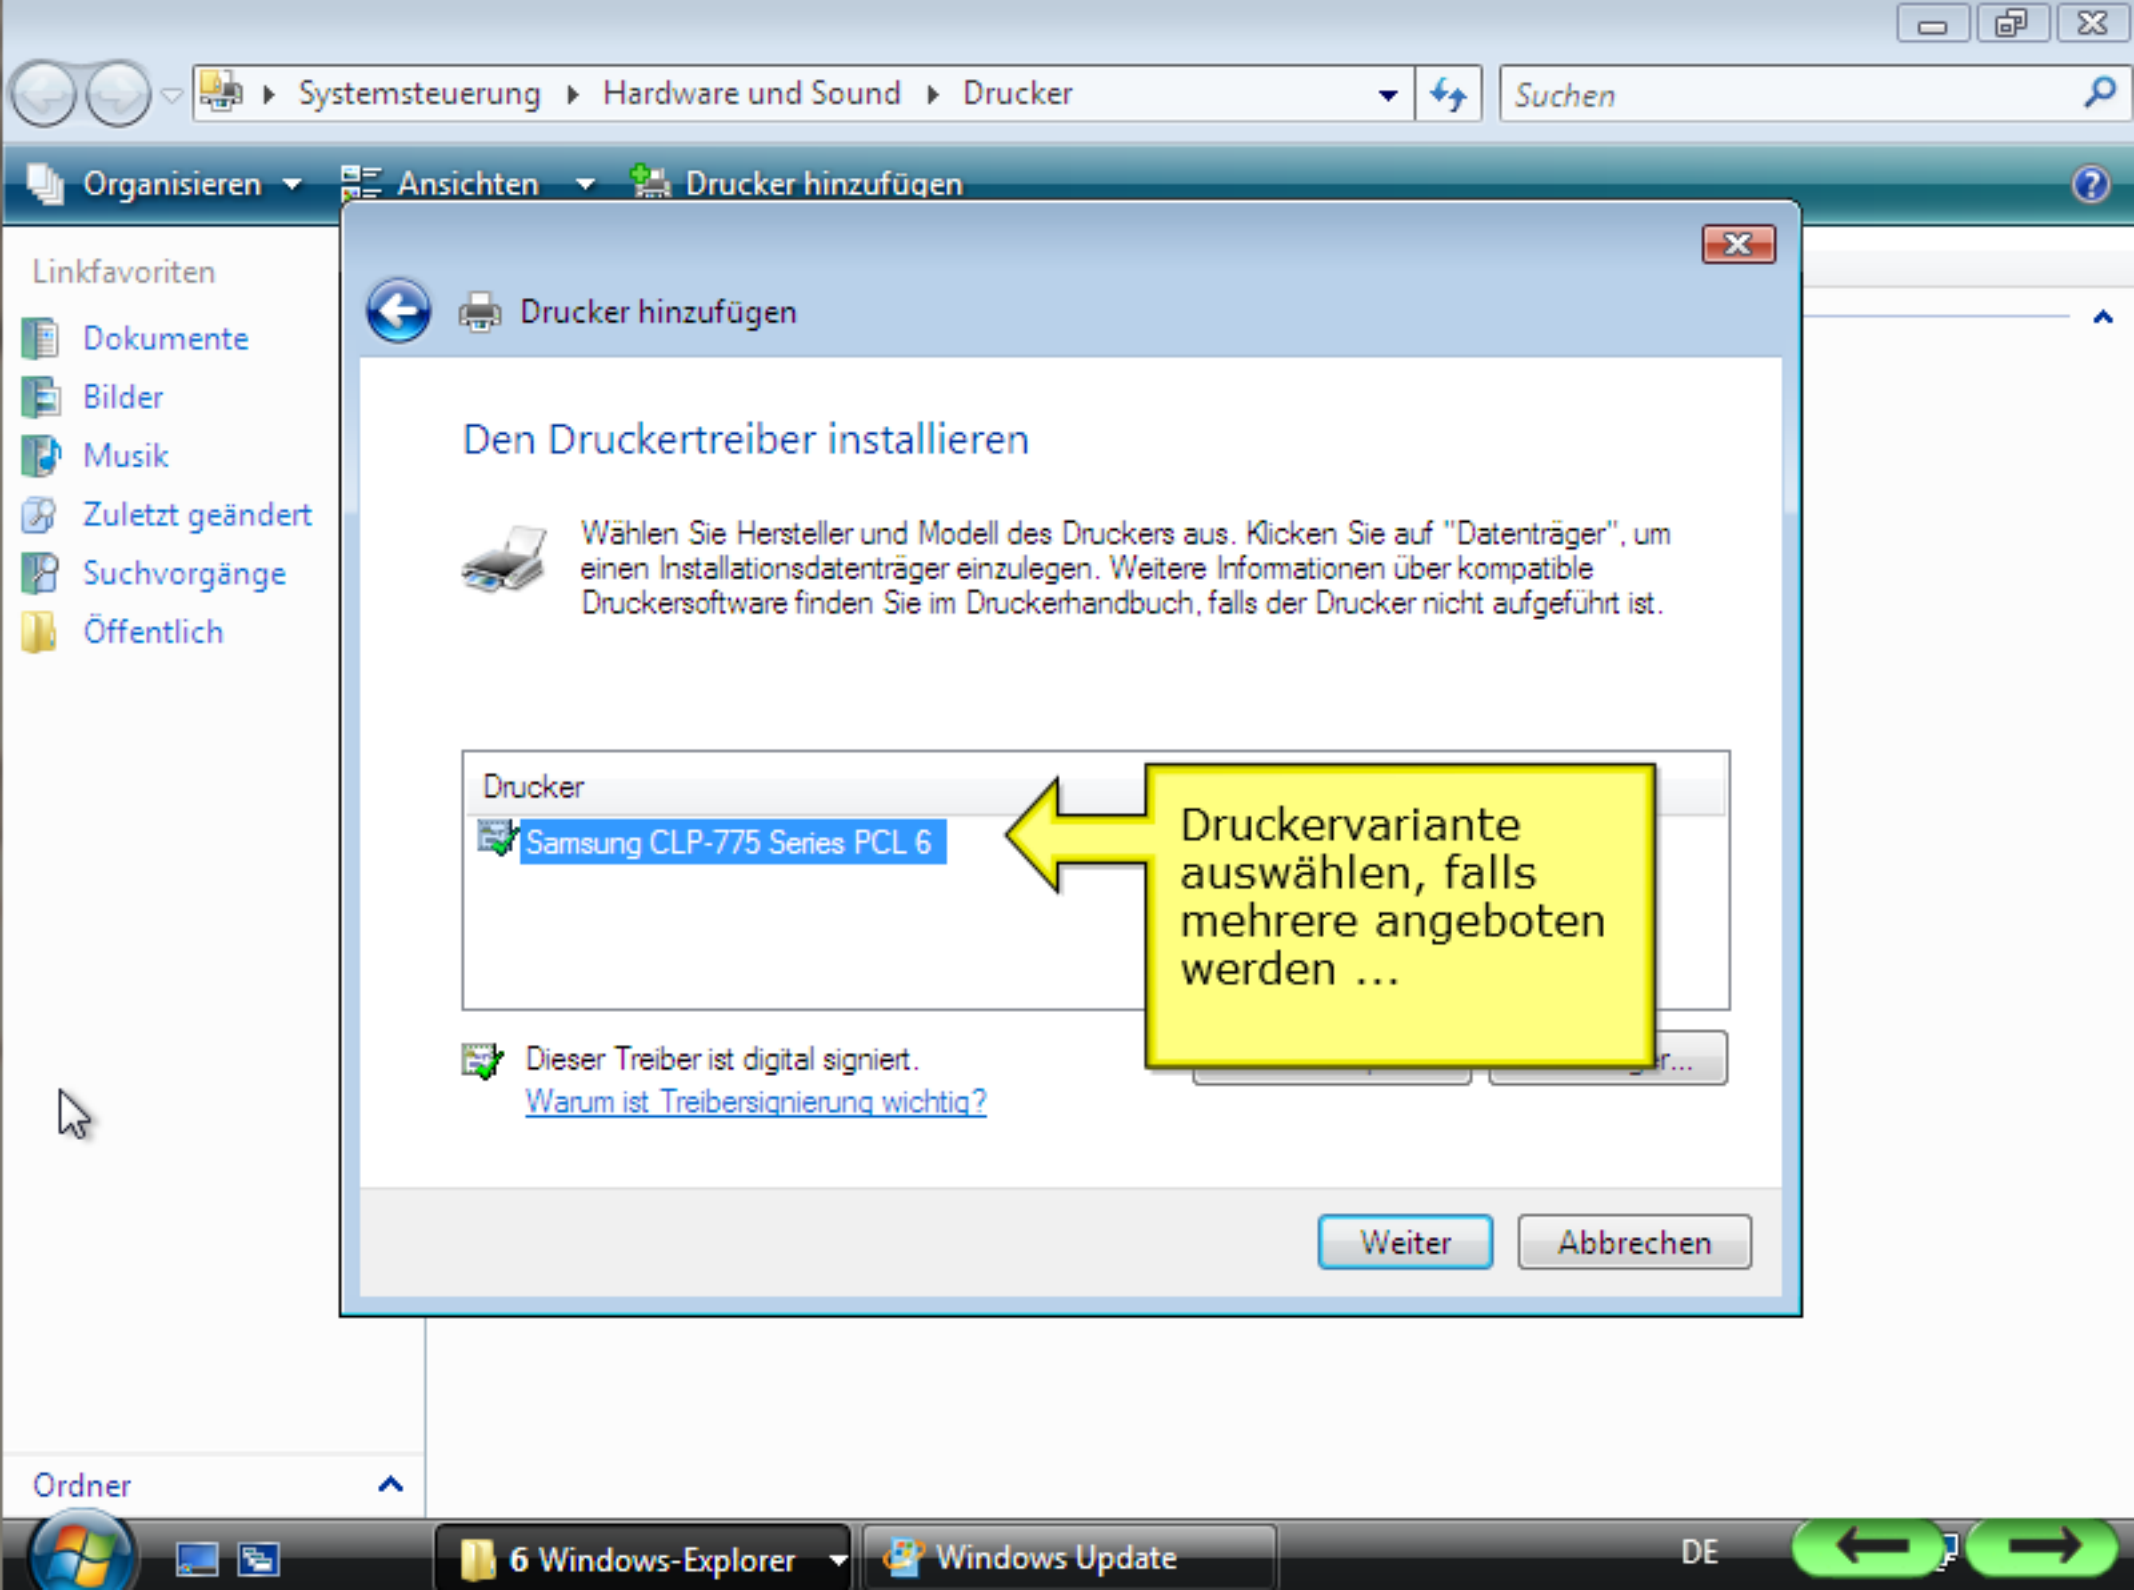 Systemsteuerung Hardware und Sound Drucker
Suchen
Organisieren Ansichten Drucker hinzufügen
Linkfavoriten
Dokumente
Bilder
Musik
Zuletzt geändert
Suchvorgänge
Öffentlich
Drucker hinzufügen
Den Druckertreiber installieren
Wählen Sie Hersteller und Modell des Druckers aus. Klicken Sie auf "Datenträger", um
einen Installationsdatenträger einzulegen. Weitere Informationen über kompatible
Druckersoftware finden Sie im Druckerhandbuch, falls der Drucker nicht aufgeführt ist.
Drucker
Samsung CLP-775 Series PCL 6
Druckervariante
auswählen, falls
mehrere angeboten
werden ...
Dieser Treiber ist digital signiert.
Warum ist Treibersignierung wichtig?
Weiter Abbrechen
Ordner
6 Windows-Explorer Windows Update DE